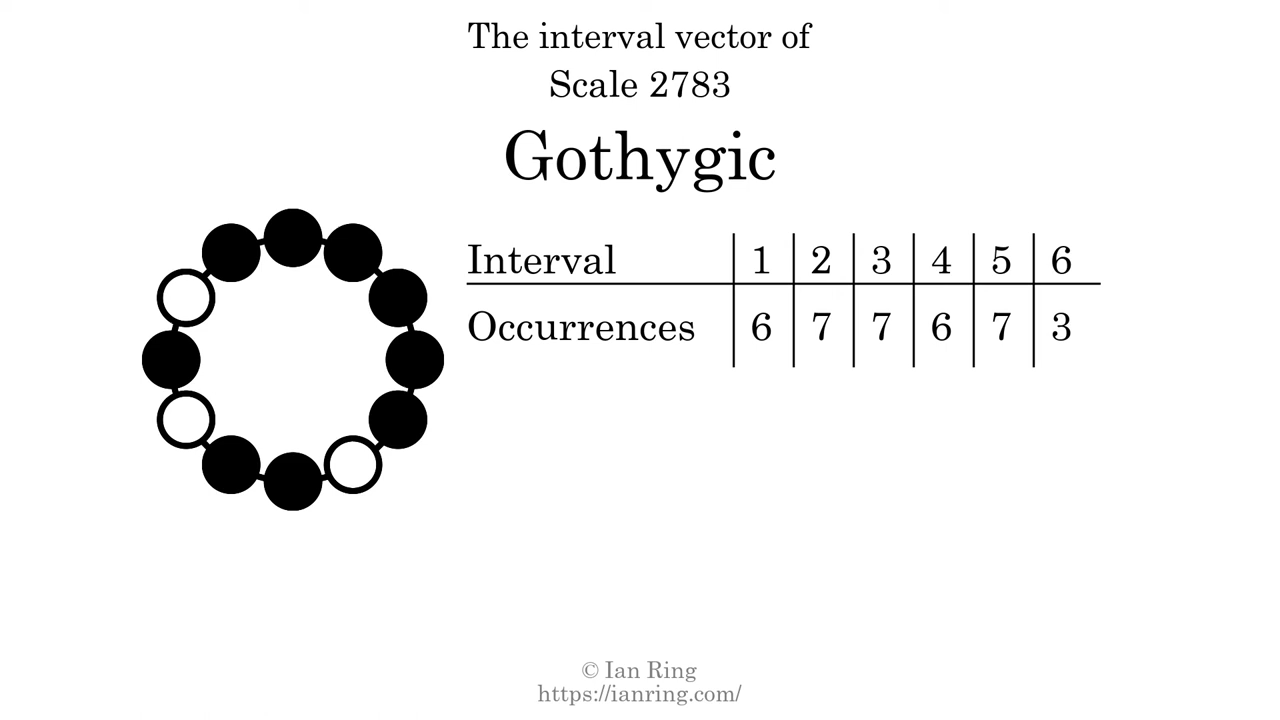 The interval vector of
Scale 2783
Gothygic
Interval 1 2 3 4 5 6
Occurrences 6 7 7 6 7 3
© Ian Ring
https://ianring.com/